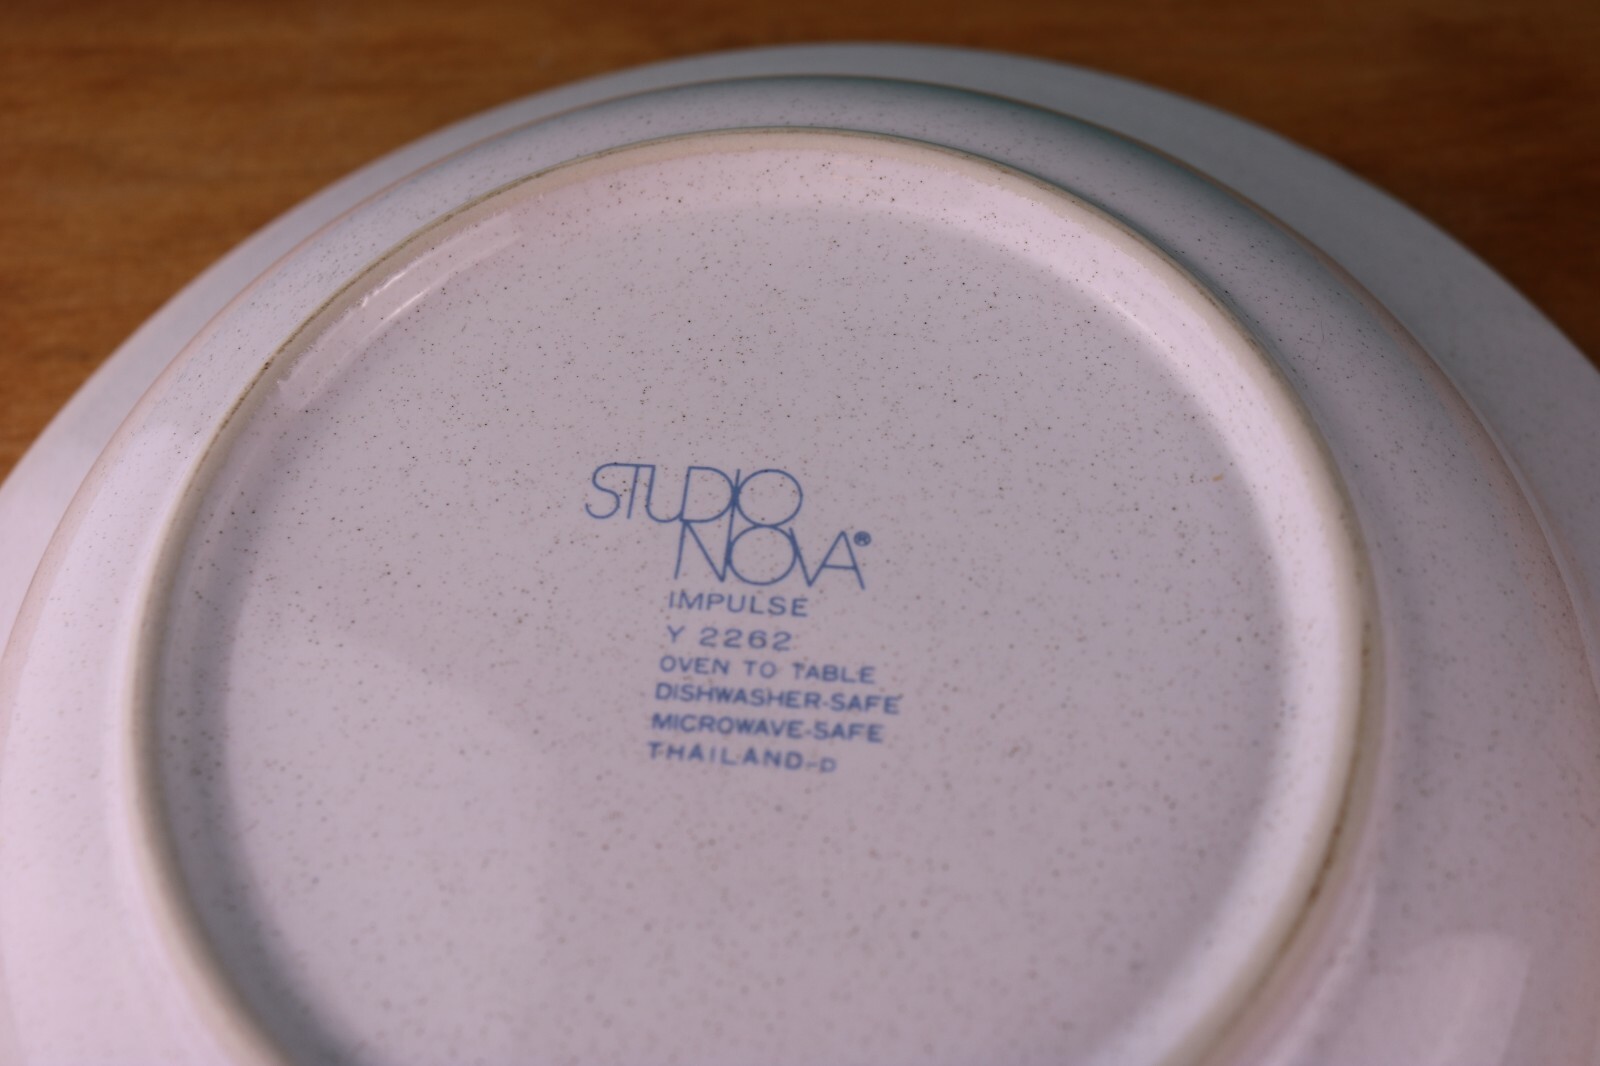 STUDIO
NOVA®
IMPULSE
Y 2262
OVEN TO TABLE
DISHWASHER-SAFE
MICROWAVE-SAFE
THAILAND-D